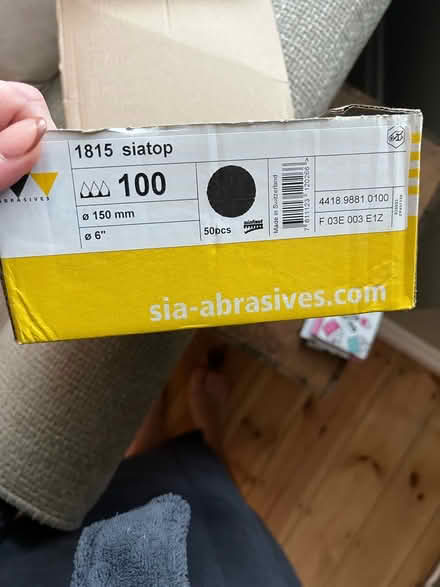 1815 siatop
100
ABRASIVES
ø 150 mm
ø 6"
50pcs
Made in Switzerland
4418 9881 0100
T 03E 003 E1Z
sia-abrasives.com